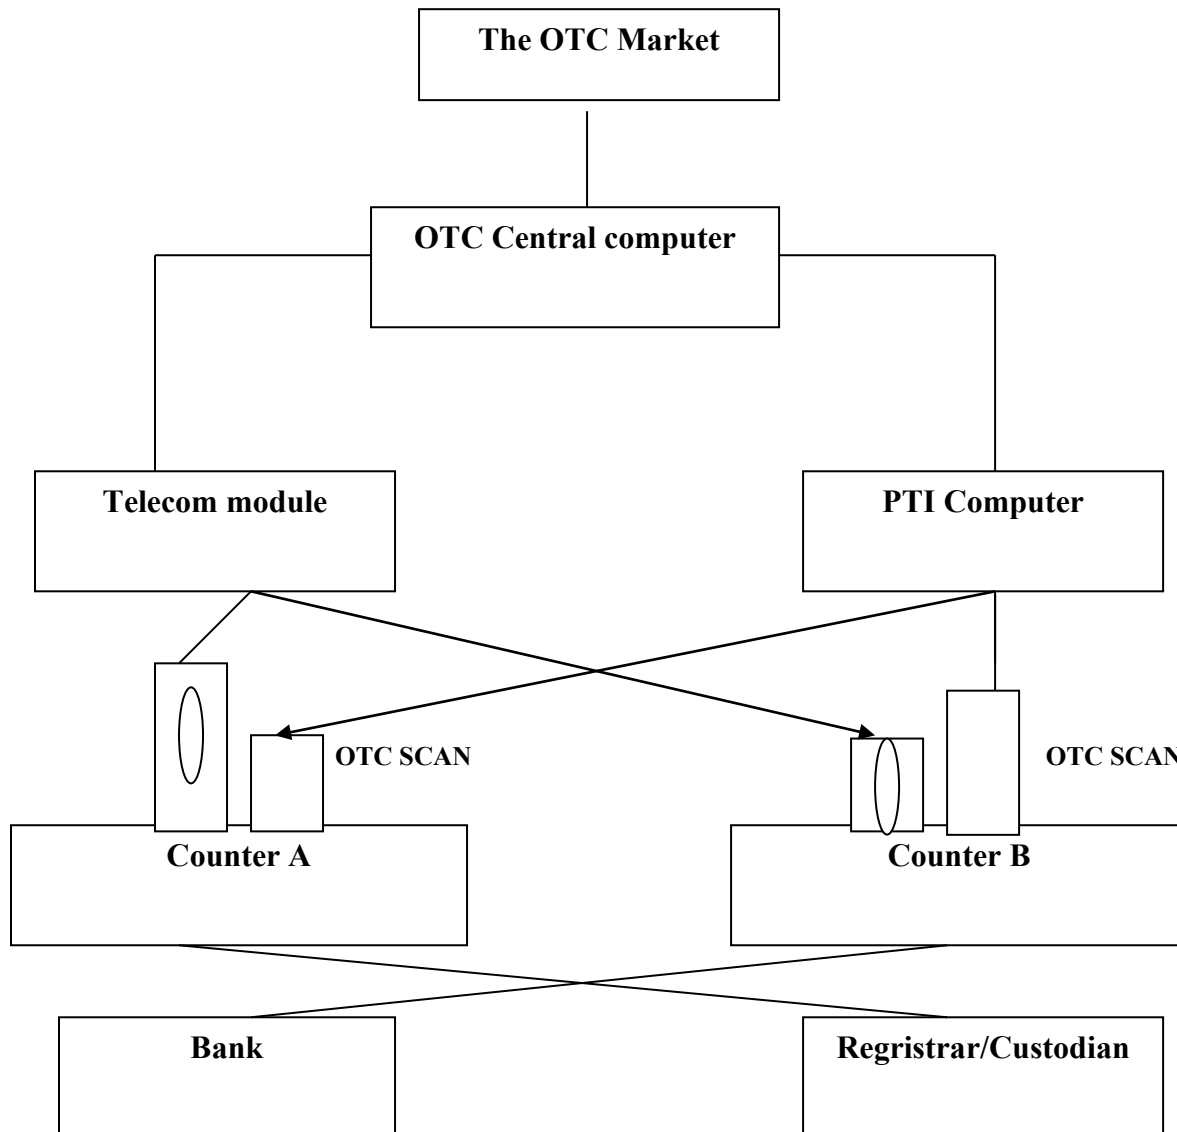 The OTC Market
OTC Central computer
Telecom module
PTI Computer
OTC SCAN
OTC SCAN
Counter A
Counter B
Bank
Regristrar/Custodian